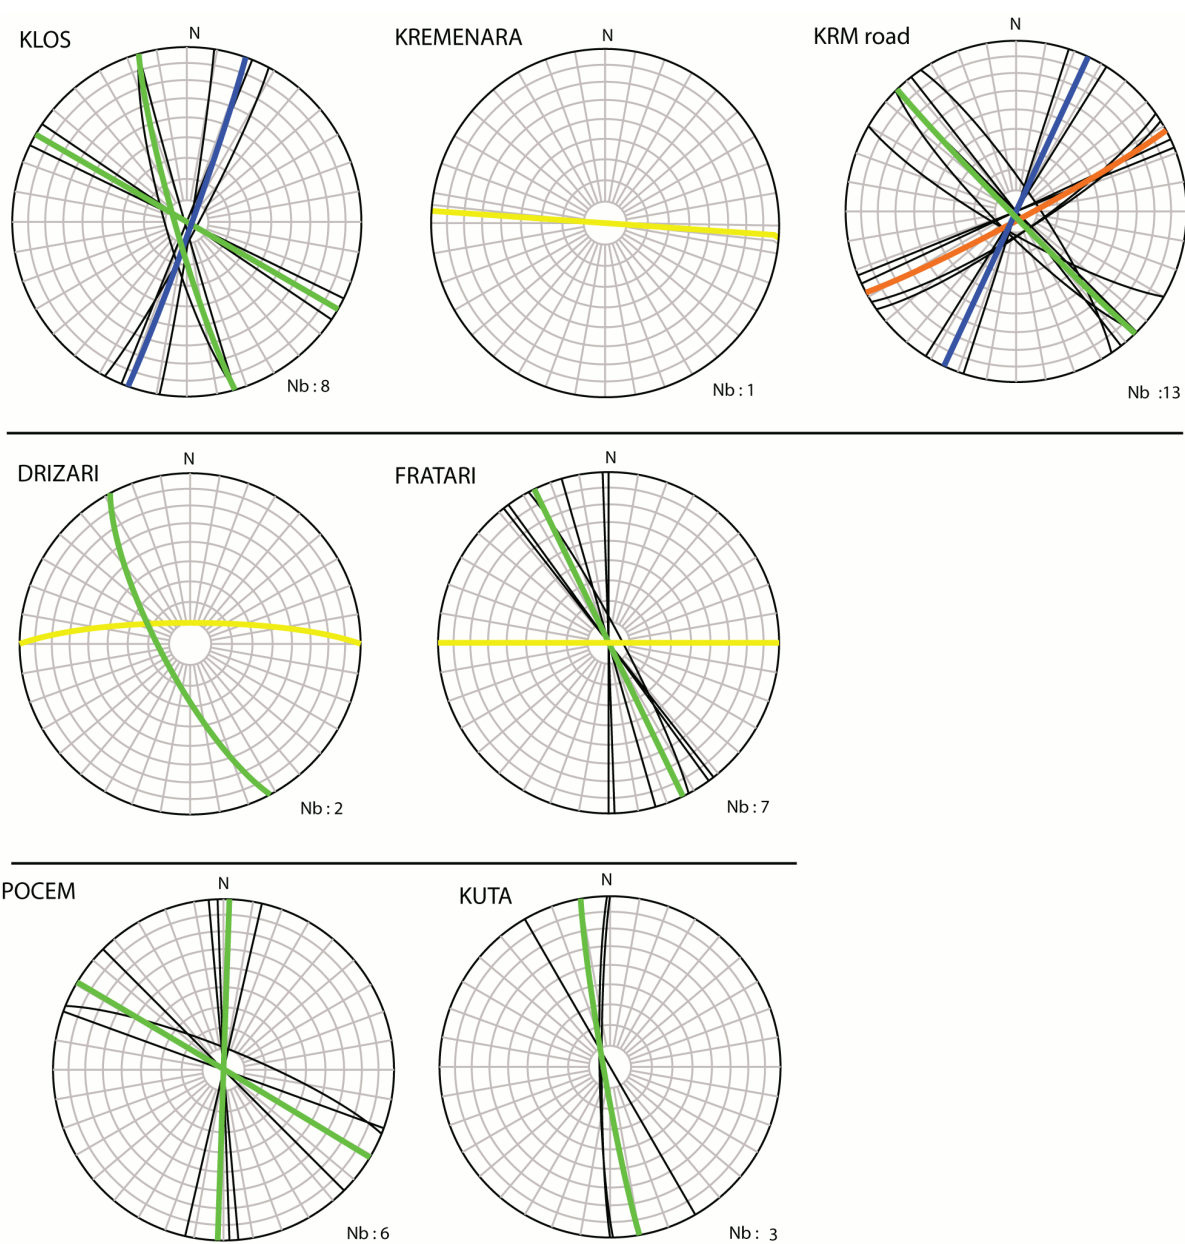 KLOS
N
Nb : 8
KREMENARA
N
Nb : 1
KRM road
N
Nb :13
DRIZARI
N
Nb : 2
FRATARI
N
Nb : 7
POCEM
N
Nb : 6
KUTA
N
Nb : 3